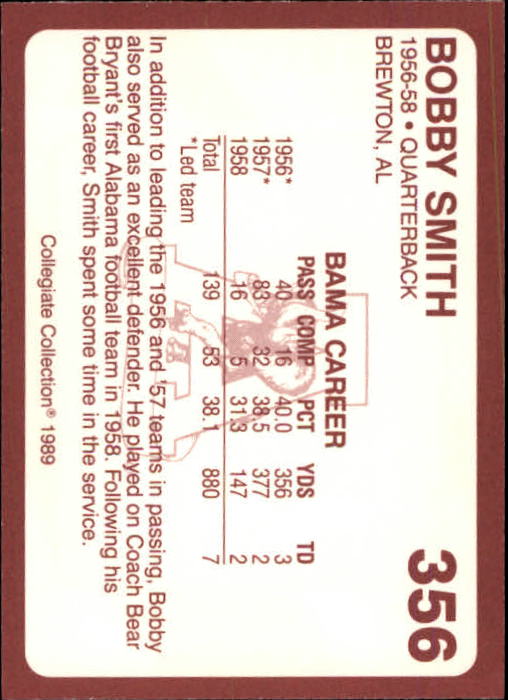 BOBBY SMITH
356
1956-58 • QUARTERBACK
BREWTON, AL
BAMA CAREER
PASS COMP PCT YDS TD
1956* 40 16 40.0 356 3
1957* 83 32 38.5 377 2
1958 16 5 31.3 147 2
Total 139 53 38.1 880 7
*Led team
In addition to leading the 1956 and '57 teams in passing, Bobby
also served as an excellent defender. He played on Coach Bear
Bryant's first Alabama football team in 1958. Following his
football career, Smith spent some time in the service.
Collegiate Collection® 1989